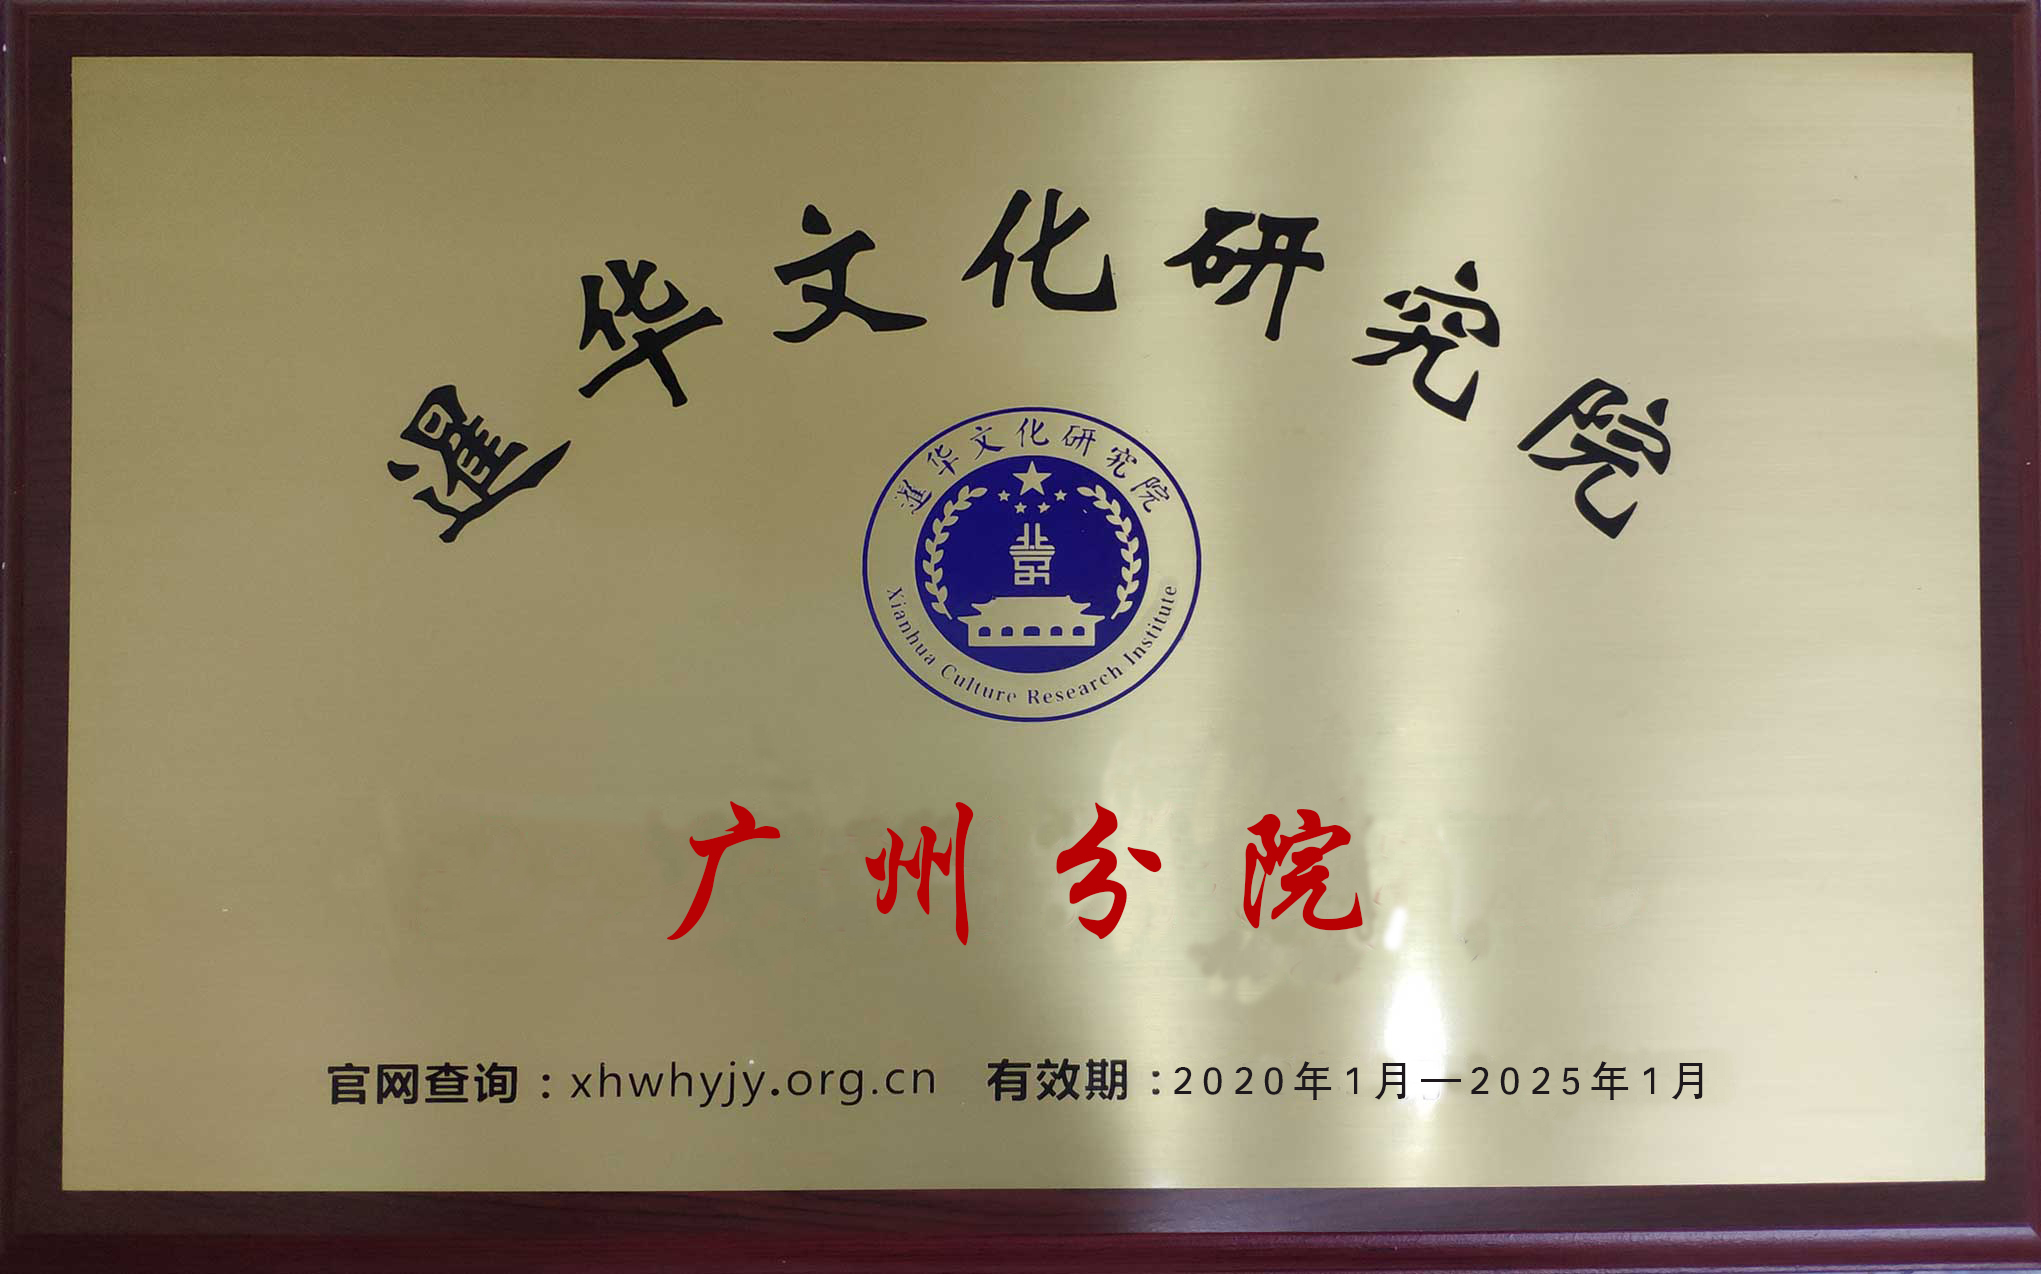 暹华文化研究院
暹华文化研究院
北京
Xianhua Culture Research Institute
广州分院
官网查询：xhwhyjy.org.cn 有效期：2020年1月—2025年1月